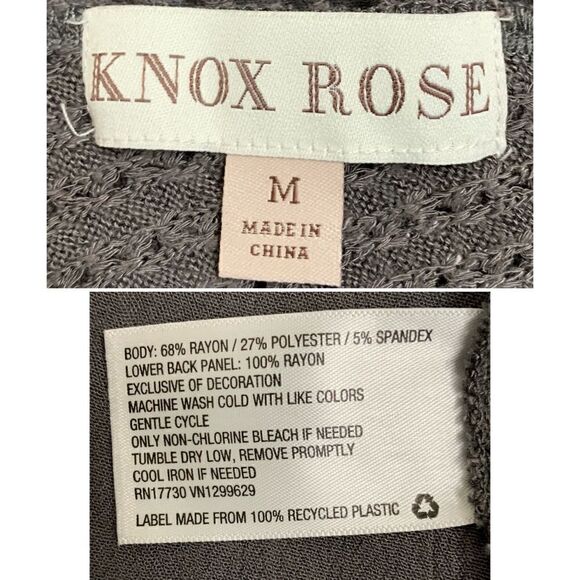 KNOX ROSE
M
MADE IN
CHINA
BODY: 68% RAYON / 27% POLYESTER / 5% SPANDEX
LOWER BACK PANEL: 100% RAYON
EXCLUSIVE OF DECORATION
MACHINE WASH COLD WITH LIKE COLORS
GENTLE CYCLE
ONLY NON-CHLORINE BLEACH IF NEEDED
TUMBLE DRY LOW, REMOVE PROMPTLY
COOL IRON IF NEEDED
RN17730 VN1299629
LABEL MADE FROM 100% RECYCLED PLASTIC